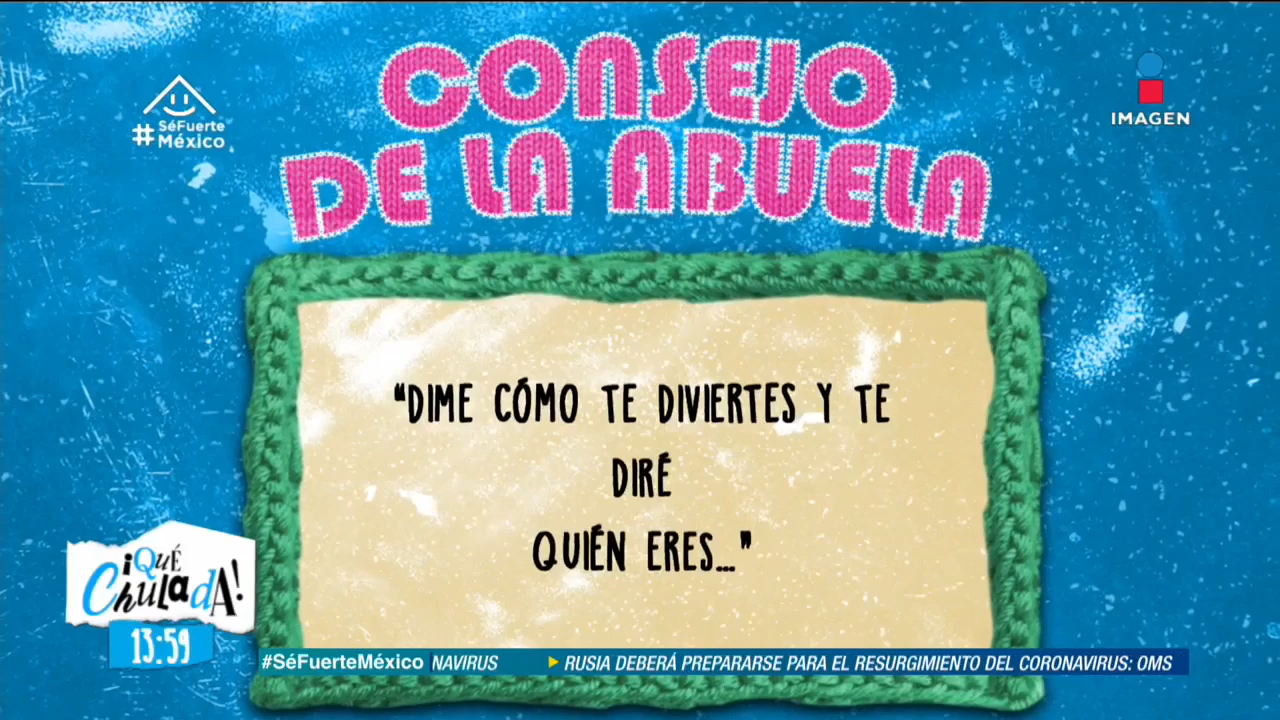 CONSEJO
DE LA ABUELA
#SéFuerte
México
IMAGEN
"DIME CÓMO TE DIVIERTES Y TE
DIRÉ
QUIÉN ERES..."
¡QUÉ
ChuLadA!
13:59
#SéFuerteMéxico NAVIRUS RUSIA DEBERÁ PREPARARSE PARA EL RESURGIMIENTO DEL CORONAVIRUS: OMS